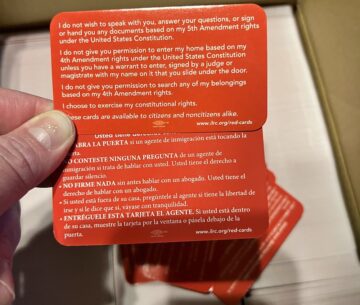 I do not wish to speak with you, answer your questions, or sign
or hand you any documents based on my 5th Amendment rights
under the United States Constitution.
I do not give you permission to enter my home based on my
4th Amendment rights under the United States Constitution
unless you have a warrant to enter, signed by a judge or
magistrate with my name on it that you slide under the door.
I do not give you permission to search any of my belongings
based on my 4th Amendment rights.
I choose to exercise my constitutional rights.
These cards are available to citizens and noncitizens alike.
www.ilrc.org/red-cards
Usted tiene derechos
ABRA LA PUERTA si un agente de inmigración está tocando la
puerta.
NO CONTESTE NINGUNA PREGUNTA de un agente de
inmigración si trata de hablar con usted. Usted tiene el derecho a
guardar silencio.
• NO FIRME NADA sin antes hablar con un abogado. Usted tiene el
derecho de hablar con un abogado.
• Si usted está fuera de su casa, pregúntele al agente si tiene la libertad de
irse y si le dice que sí, váyase con tranquilidad.
• ENTRÉGUELE ESTA TARJETA EL AGENTE. Si usted está dentro
de su casa, muestre la tarjeta por la ventana o pásela debajo de la
puerta.
www.ilrc.org/red-cards